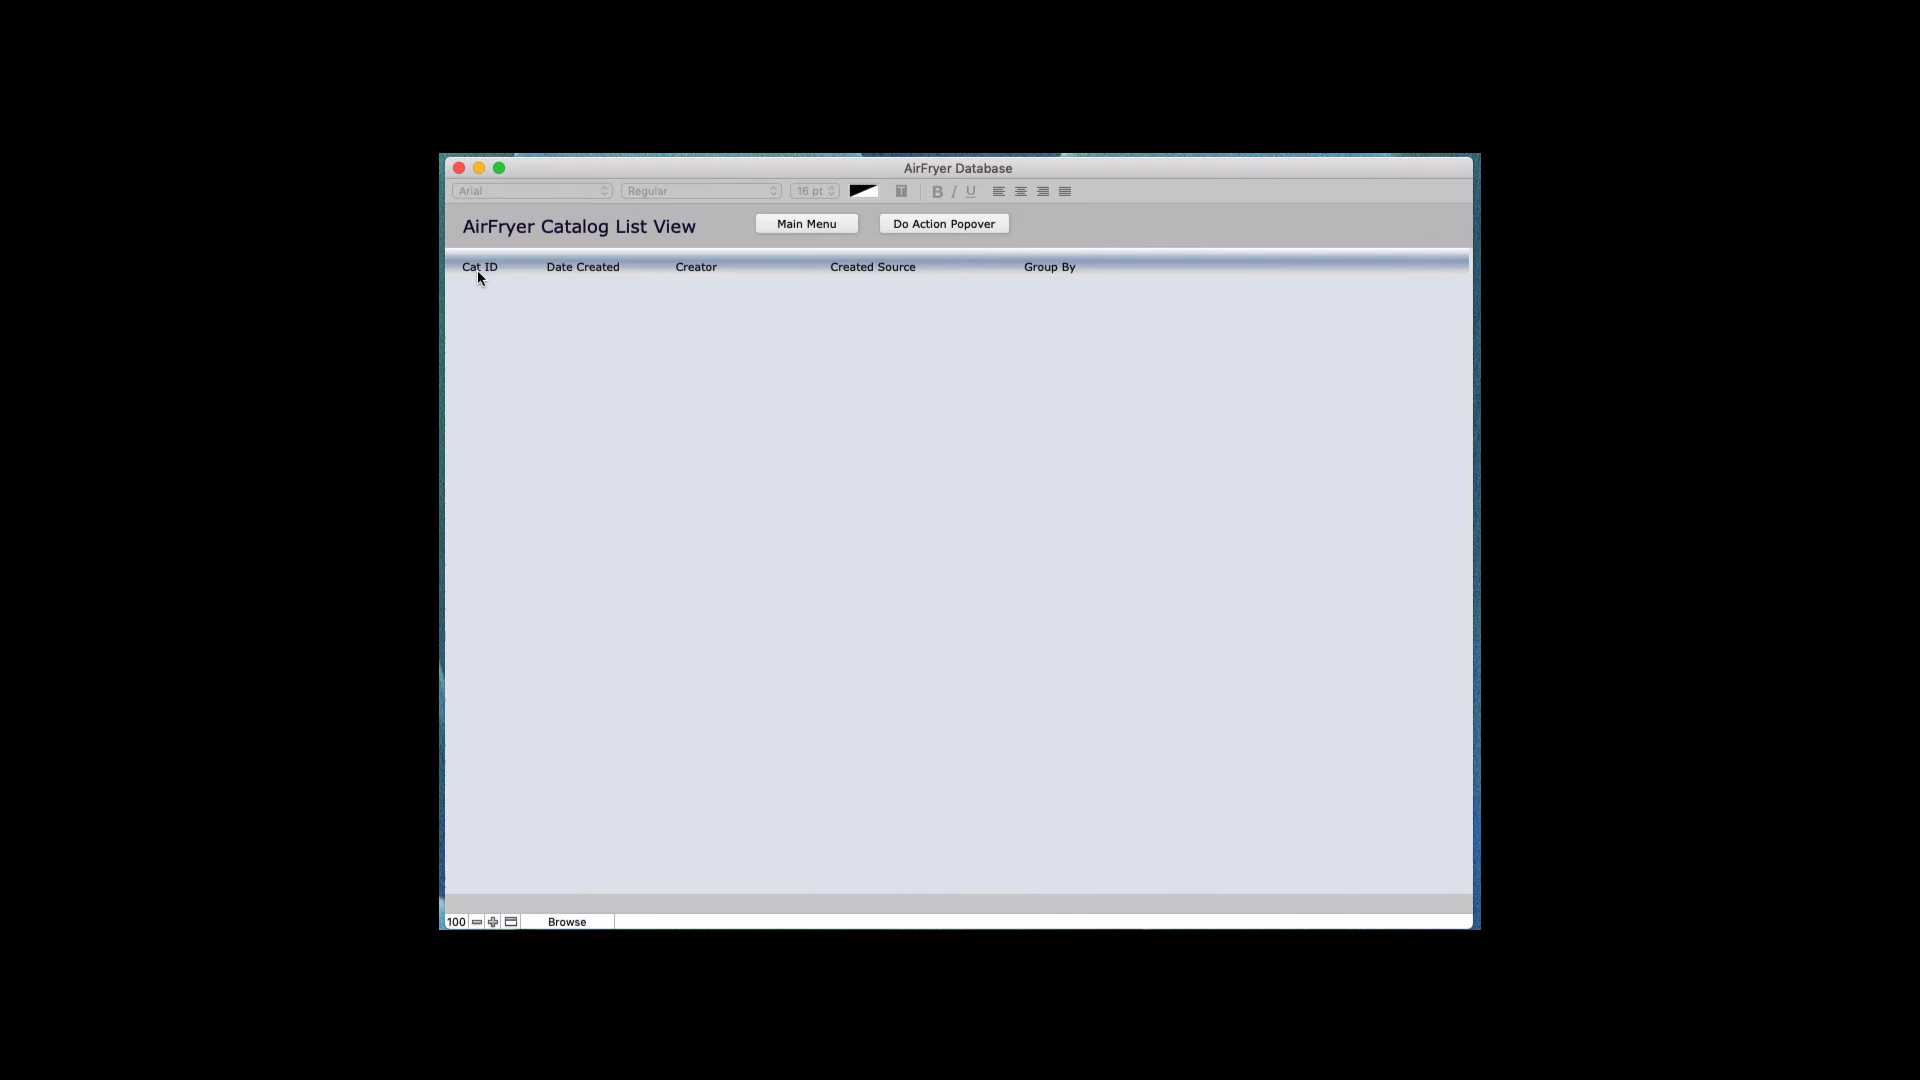 AirFryer Database
Arial Regular 16 pt T B I U
AirFryer Catalog List View Main Menu Do Action Popover
Cat ID Date Created Creator Created Source Group By
100 Browse